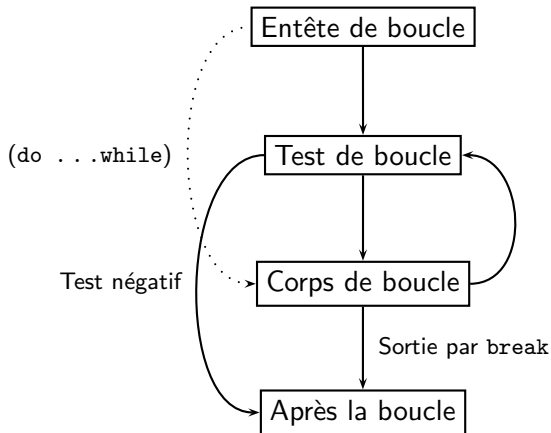 Entête de boucle
(do ...while)
Test de boucle
Test négatif
Corps de boucle
Sortie par break
Après la boucle